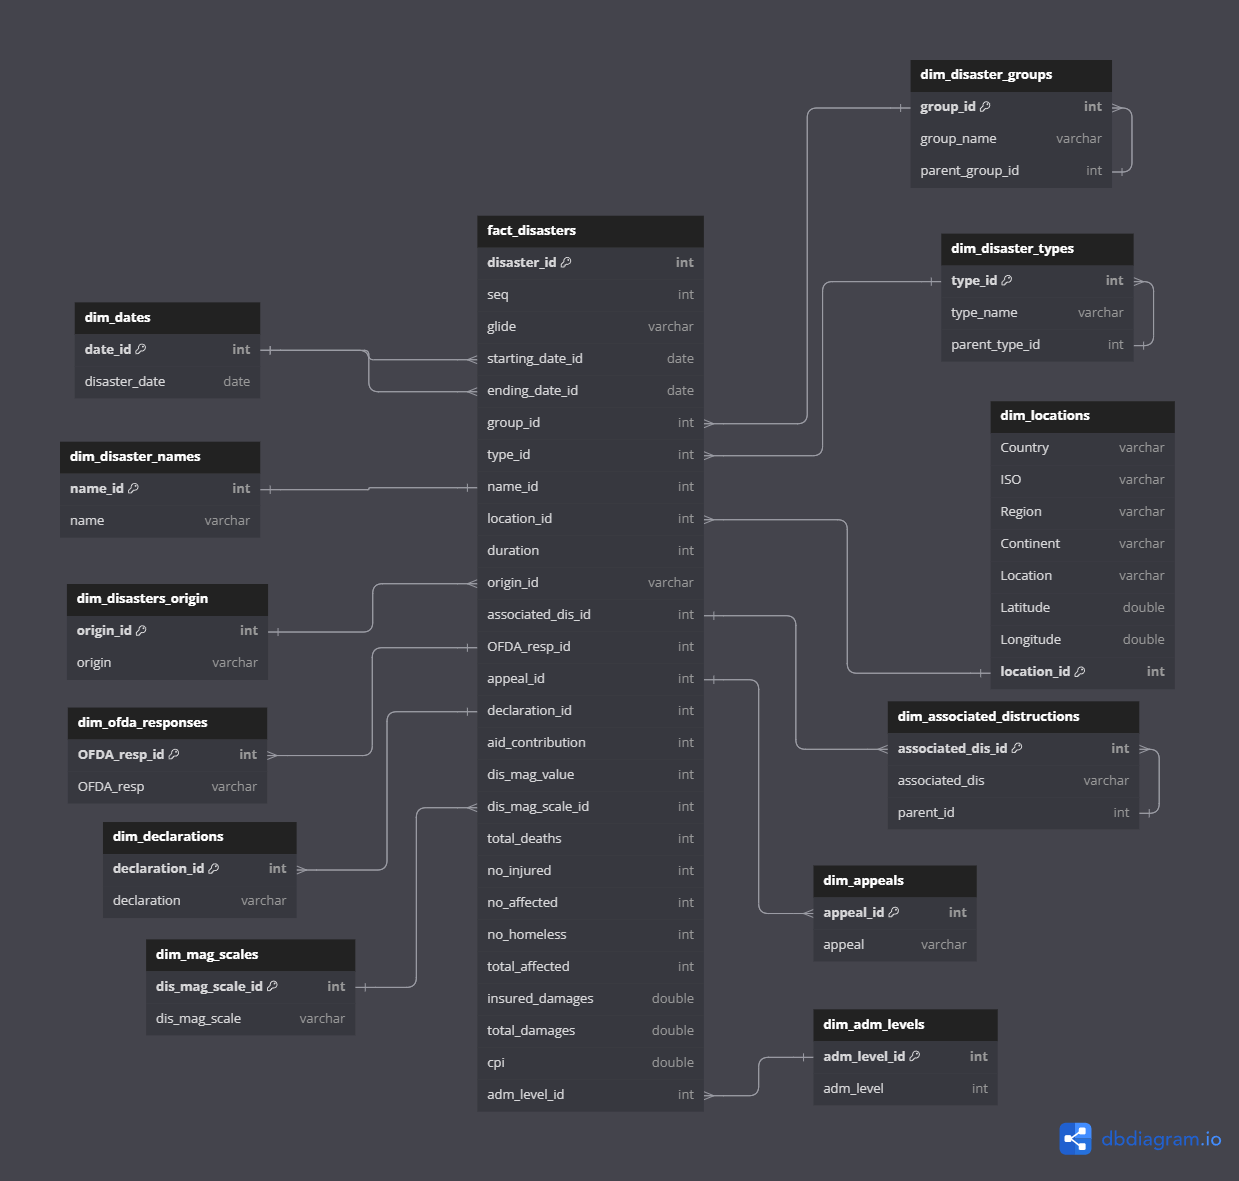 dim_disaster_groups
group_id int
group_name varchar
parent_group_id int
fact_disasters
disaster_id int
seq int
glide varchar
starting_date_id date
ending_date_id date
group_id int
type_id int
name_id int
location_id int
duration int
origin_id varchar
associated_dis_id int
OFDA_resp_id int
appeal_id int
declaration_id int
aid_contribution int
dis_mag_value int
dis_mag_scale_id int
total_deaths int
no_injured int
no_affected int
no_homeless int
total_affected int
insured_damages double
total_damages double
cpi double
adm_level_id int
dim_disaster_types
type_id int
type_name varchar
parent_type_id int
dim_dates
date_id int
disaster_date date
dim_disaster_names
name_id int
name varchar
dim_disasters_origin
origin_id int
origin varchar
dim_ofda_responses
OFDA_resp_id int
OFDA_resp varchar
dim_declarations
declaration_id int
declaration varchar
dim_mag_scales
dis_mag_scale_id int
dis_mag_scale varchar
dim_locations
Country varchar
ISO varchar
Region varchar
Continent varchar
Location varchar
Latitude double
Longitude double
location_id int
dim_associated_distructions
associated_dis_id int
associated_dis varchar
parent_id int
dim_appeals
appeal_id int
appeal varchar
dim_adm_levels
adm_level_id int
adm_level int
dbdiagram.io